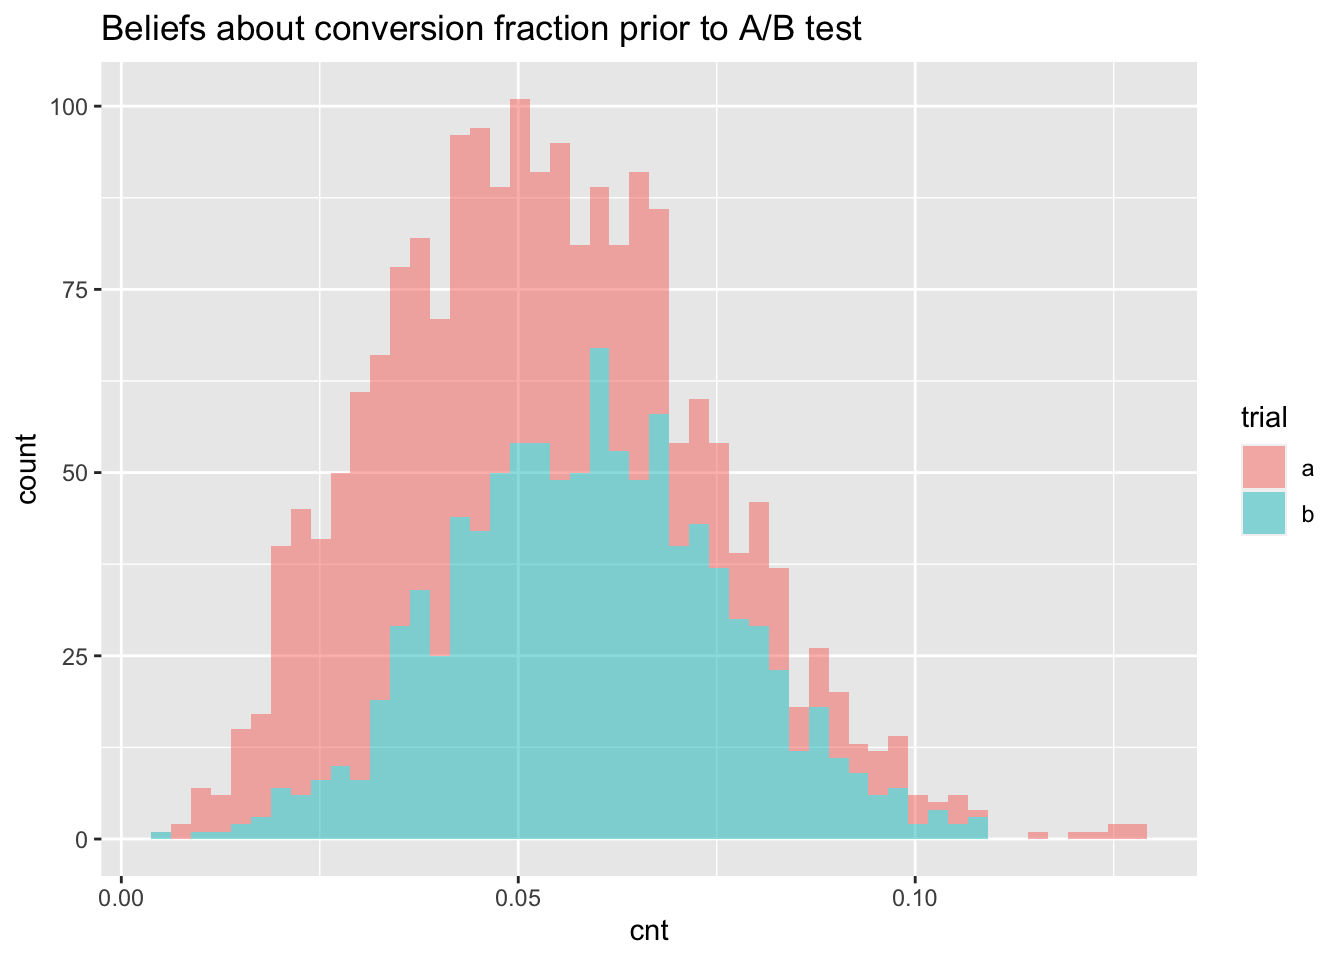 Beliefs about conversion fraction prior to A/B test
100
75
50
25
0
count
0.00
0.05
0.10
cnt
trial
a
b